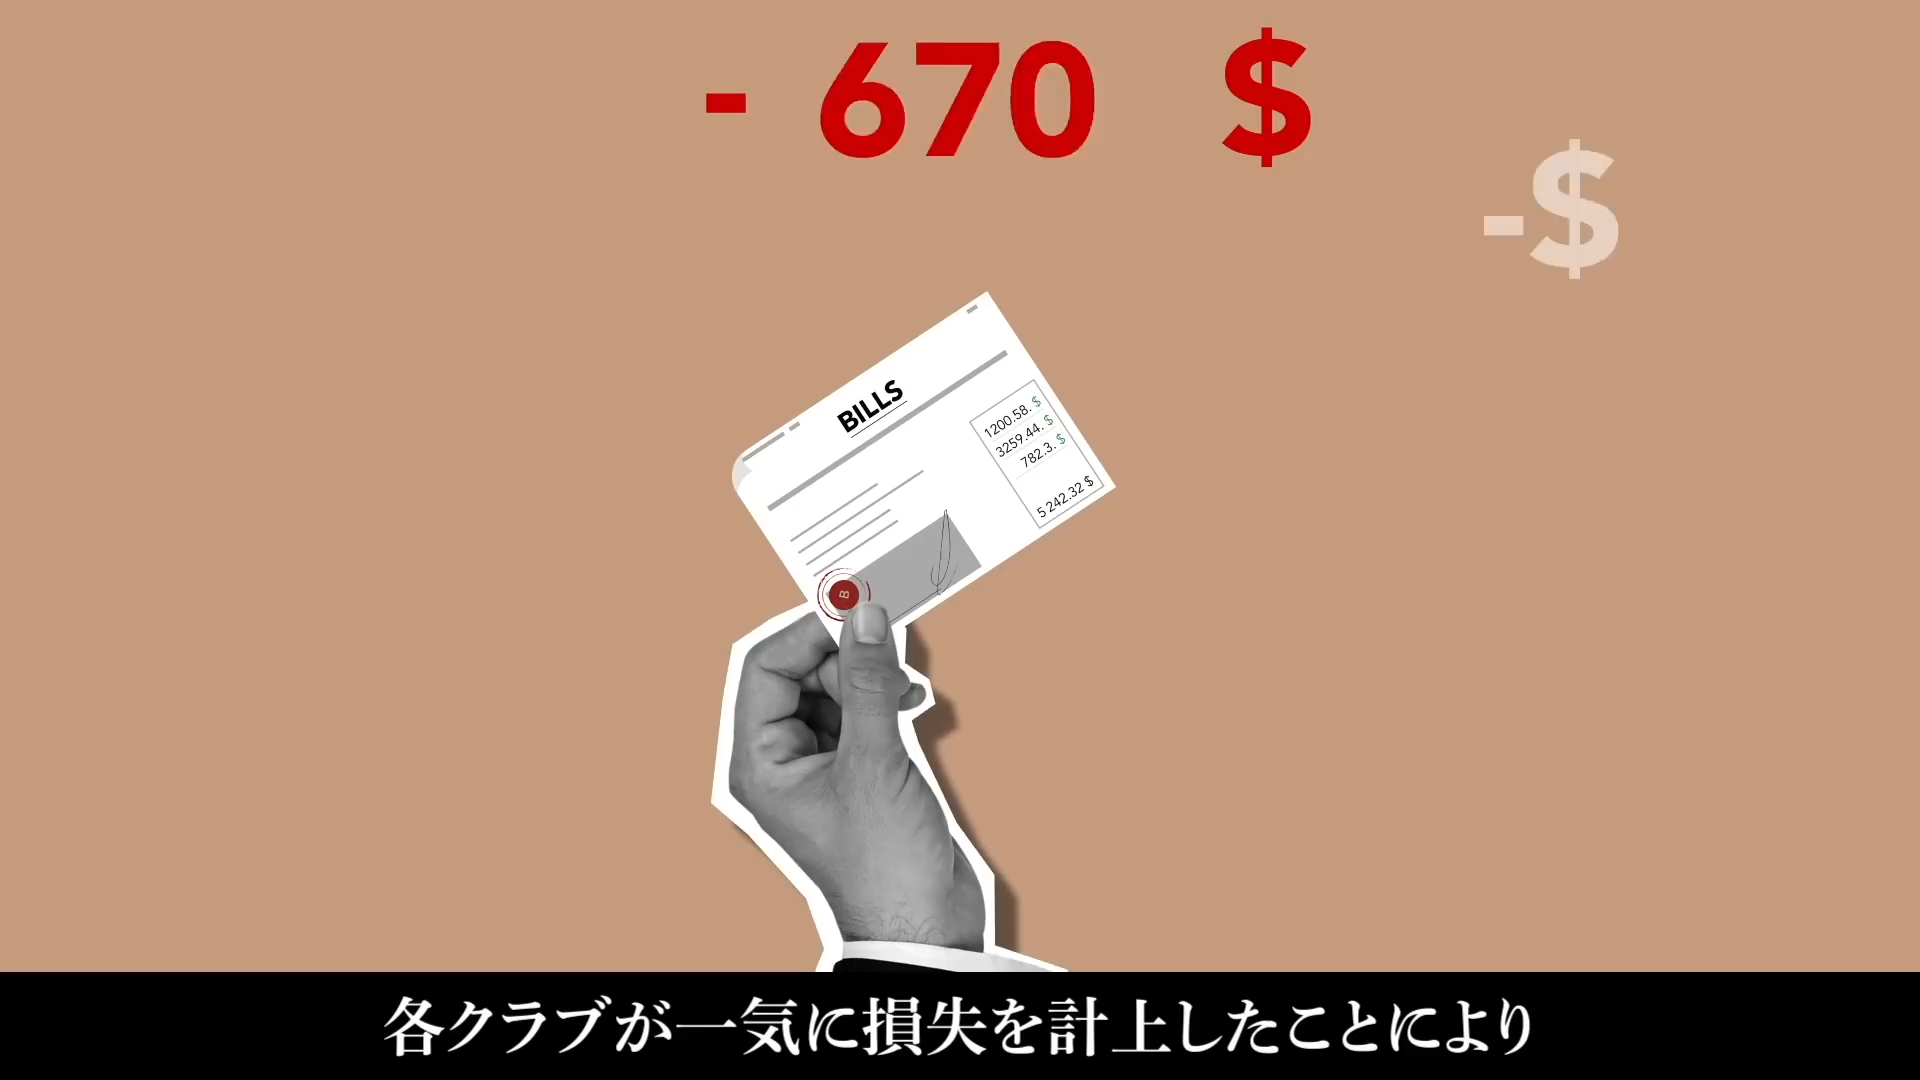 - 670 $
-$
BILLS
1200.58. $
3259.44. $
782.3. $
5 242.32 $
B
各クラブが一気に損失を計上したことにより